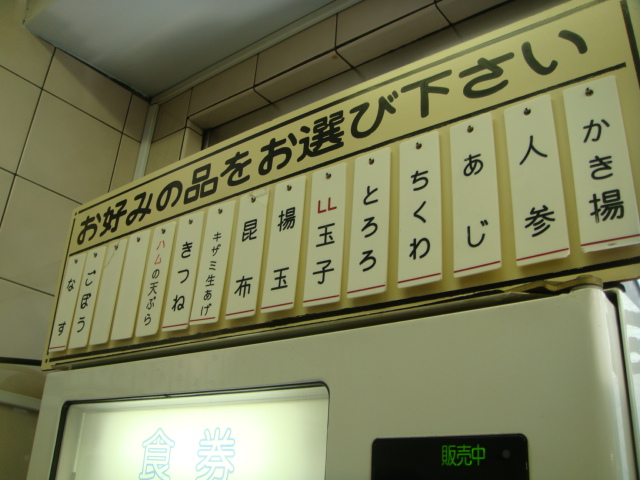 お好みの品をお選び下さい
かき揚
人参
あじ
ちくわ
とろろ
LL玉子
揚玉
昆布
キザミ生あげ
きつね
ハムの天ぷら
ごぼう
なす
食券
販売中